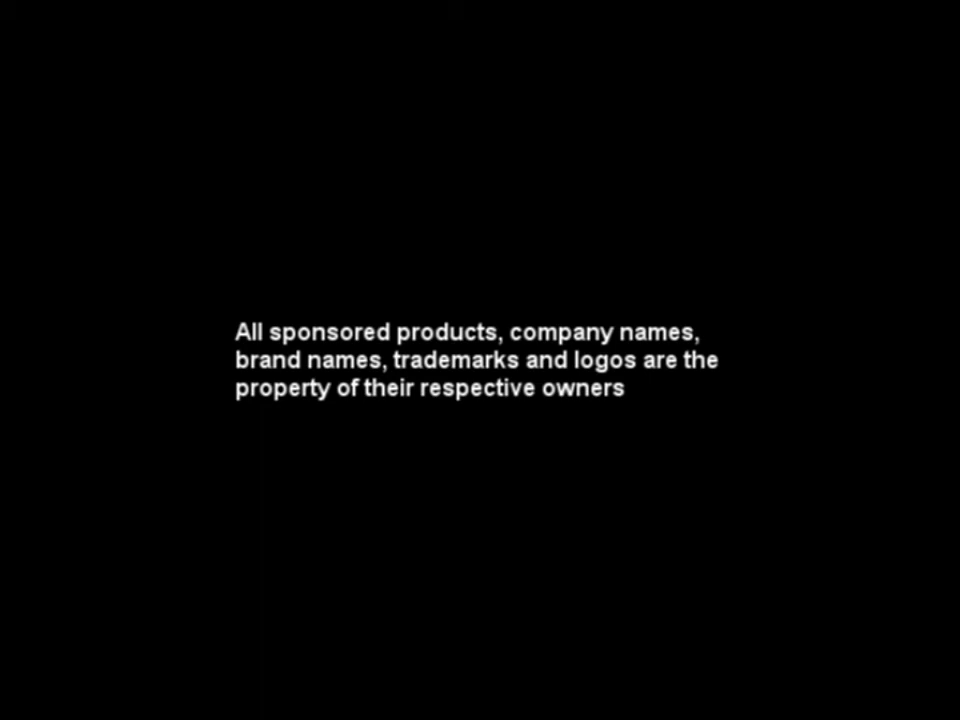 All sponsored products, company names,
brand names, trademarks and logos are the
property of their respective owners